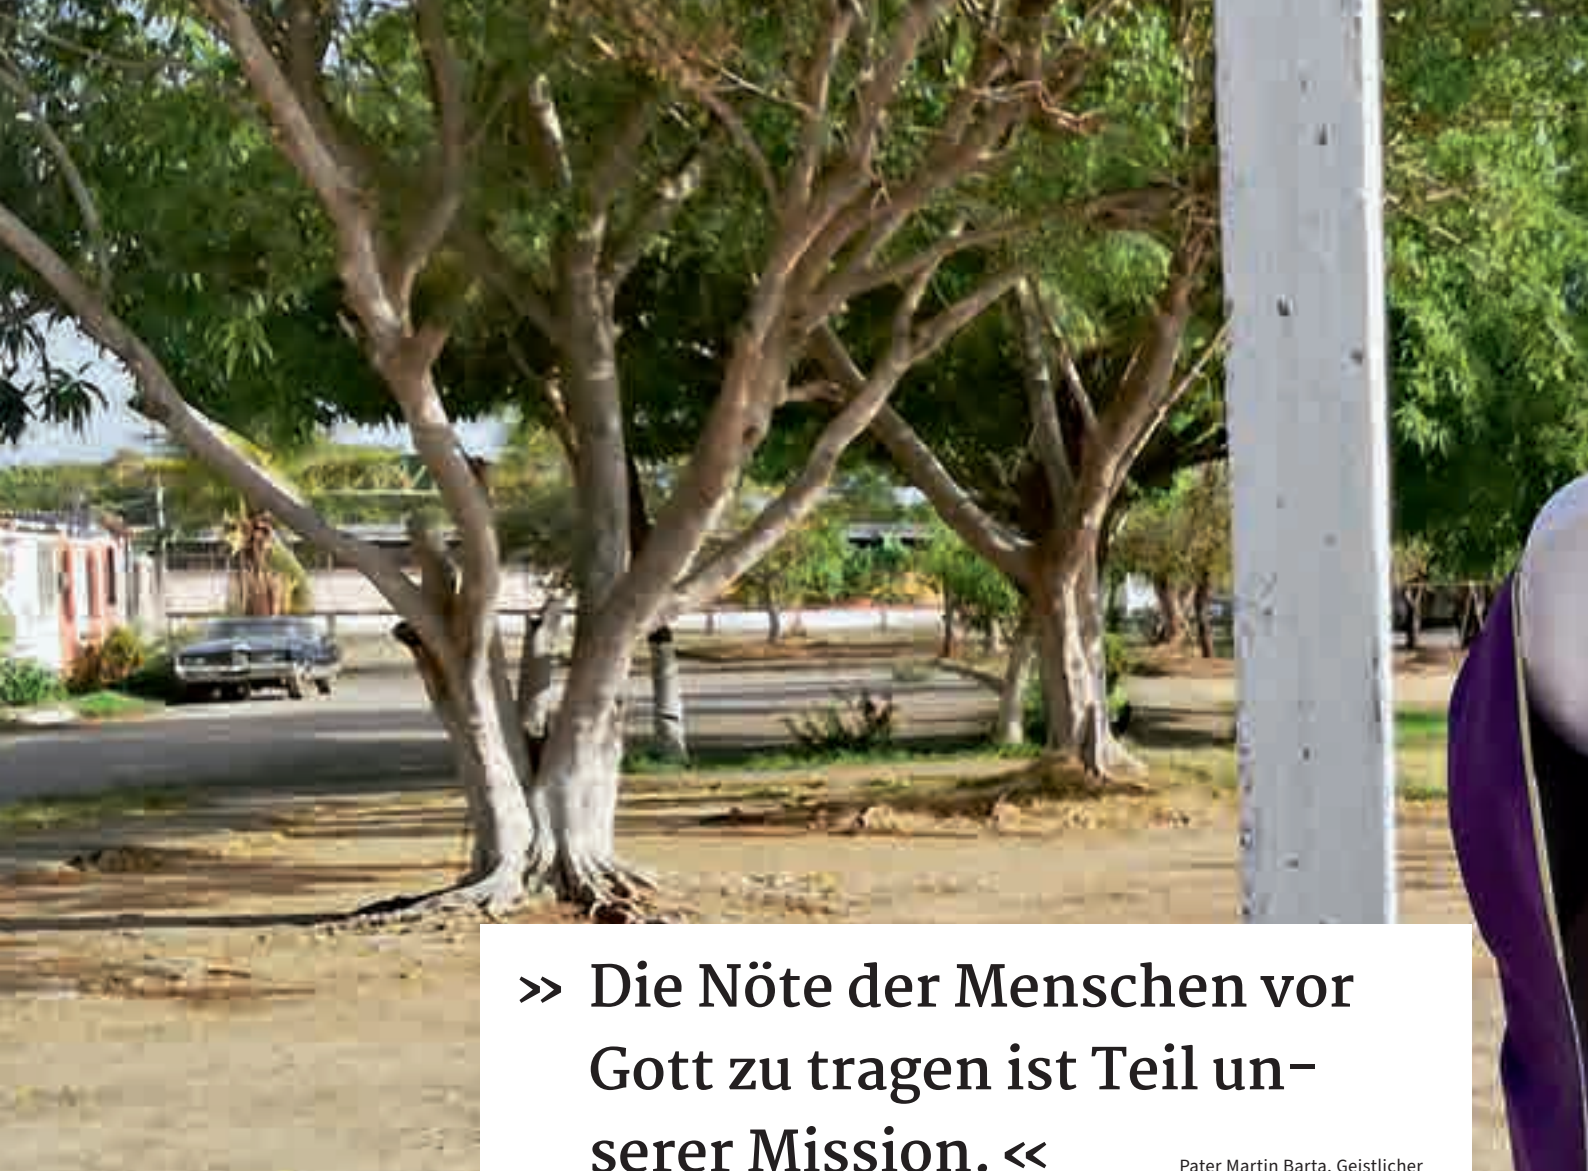 » Die Nöte der Menschen vor
Gott zu tragen ist Teil un-
serer Mission. «
Pater Martin Barta, Geistlicher